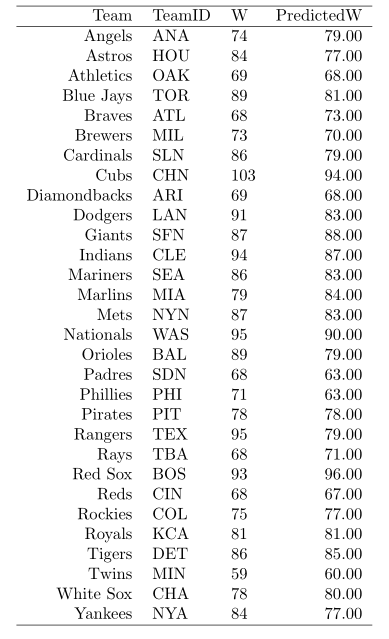 Team TeamID W PredictedW
Angels ANA 74 79.00
Astros HOU 84 77.00
Athletics OAK 69 68.00
Blue Jays TOR 89 81.00
Braves ATL 68 73.00
Brewers MIL 73 70.00
Cardinals SLN 86 79.00
Cubs CHN 103 94.00
Diamondbacks ARI 69 68.00
Dodgers LAN 91 83.00
Giants SFN 87 88.00
Indians CLE 94 87.00
Mariners SEA 86 83.00
Marlins MIA 79 84.00
Mets NYN 87 83.00
Nationals WAS 95 90.00
Orioles BAL 89 79.00
Padres SDN 68 63.00
Phillies PHI 71 63.00
Pirates PIT 78 78.00
Rangers TEX 95 79.00
Rays TBA 68 71.00
Red Sox BOS 93 96.00
Reds CIN 68 67.00
Rockies COL 75 77.00
Royals KCA 81 81.00
Tigers DET 86 85.00
Twins MIN 59 60.00
White Sox CHA 78 80.00
Yankees NYA 84 77.00